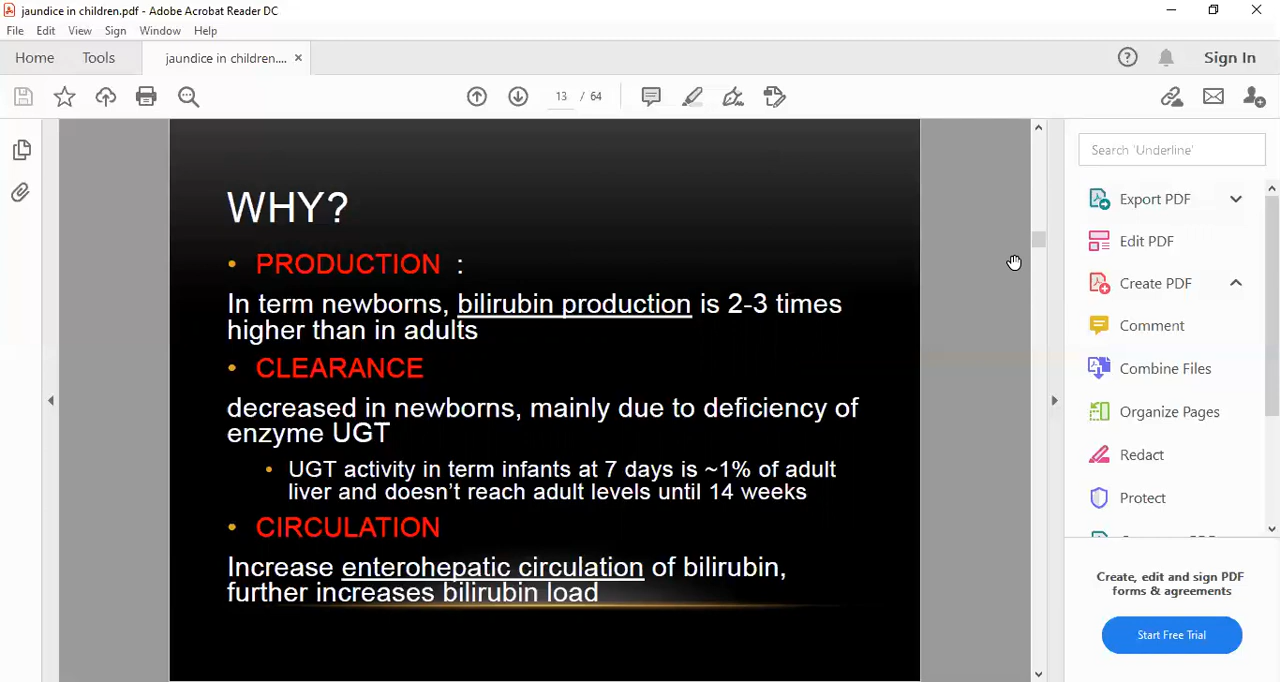 jaundice in children.pdf - Adobe Acrobat Reader DC
File Edit View Sign Window Help
Home Tools jaundice in children.... × Sign In
13 / 64
Search 'Underline'
Export PDF
Edit PDF
Create PDF
Comment
Combine Files
Organize Pages
Redact
Protect
Create, edit and sign PDF
forms & agreements
Start Free Trial
WHY?
• PRODUCTION :
In term newborns, bilirubin production is 2-3 times
higher than in adults
• CLEARANCE
decreased in newborns, mainly due to deficiency of
enzyme UGT
• UGT activity in term infants at 7 days is ~1% of adult
liver and doesn't reach adult levels until 14 weeks
• CIRCULATION
Increase enterohepatic circulation of bilirubin,
further increases bilirubin load